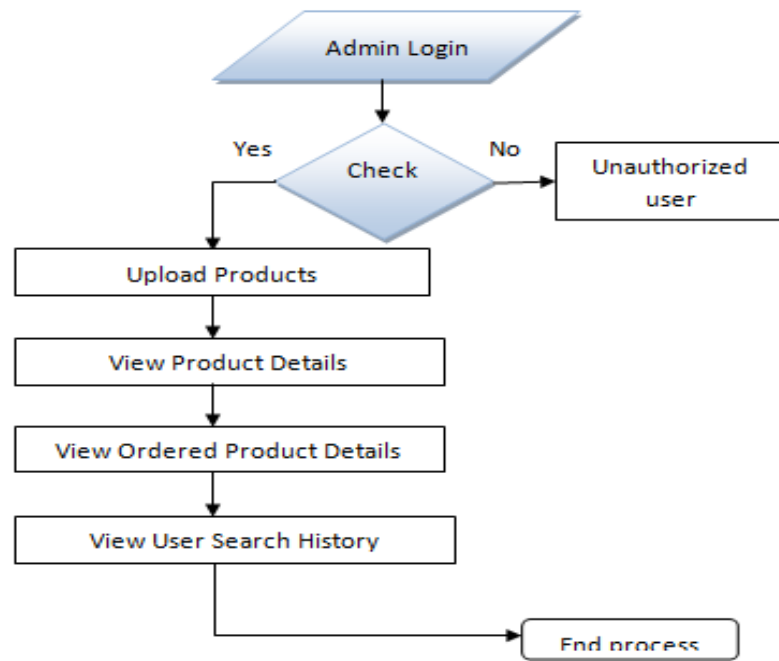 Admin Login
Yes
No
Check
Unauthorized
user
Upload Products
View Product Details
View Ordered Product Details
View User Search History
End process